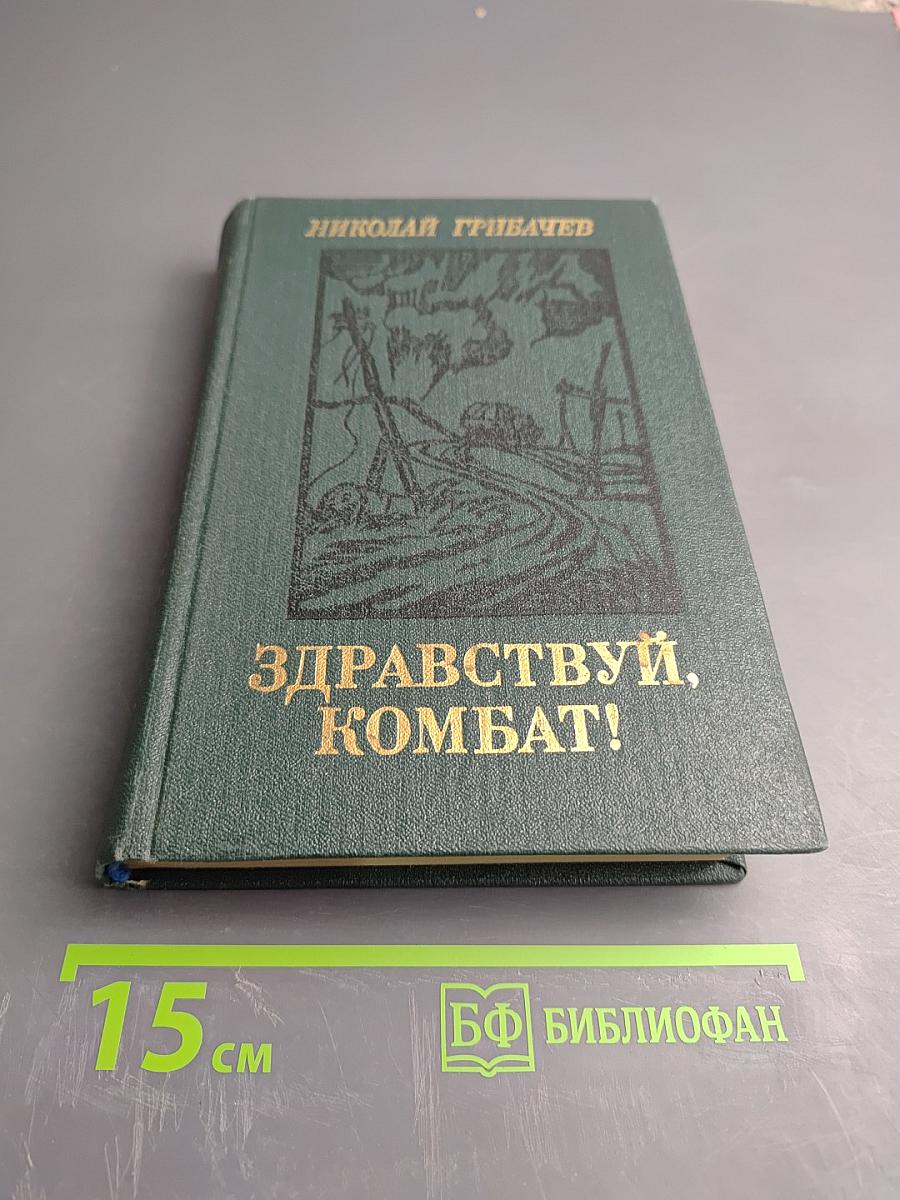 НИКОЛАЙ ГРИБАЧЕВ
ЗДРАВСТВУЙ,
КОМБАТ!
15 СМ
БФ БИБЛИОФАН